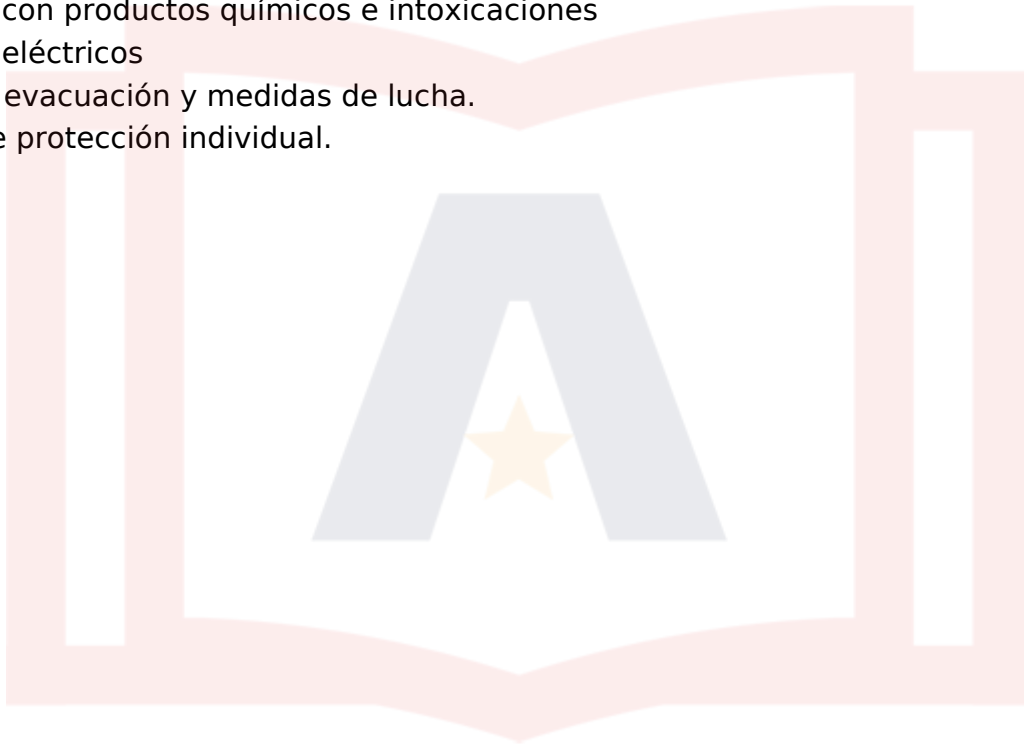 con productos químicos e intoxicaciones
eléctricos
evacuación y medidas de lucha.
protección individual.